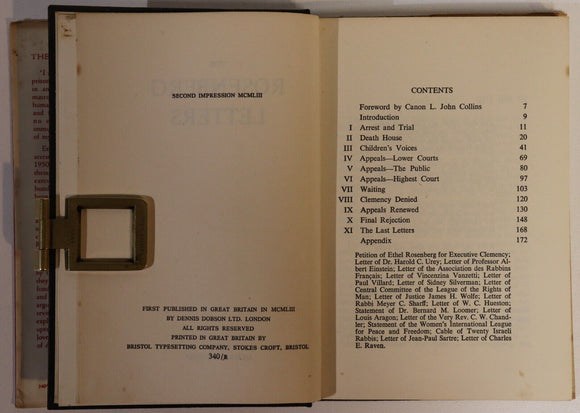 THE
SECOND IMPRESSION MCMLIII
FIRST PUBLISHED IN GREAT BRITAIN IN MCMLIII
BY DENNIS DOBSON LTD. LONDON
ALL RIGHTS RESERVED
PRINTED IN GREAT BRITAIN BY
BRISTOL TYPESETTING COMPANY, STOKES CROFT, BRISTOL
340/R
CONTENTS
Foreword by Canon L. John Collins 7
Introduction 9
I Arrest and Trial 11
II Death House 20
III Children's Voices 41
IV Appeals—Lower Courts 69
V Appeals—The Public 80
VI Appeals—Highest Court 97
VII Waiting 103
VIII Clemency Denied 120
IX Appeals Renewed 130
X Final Rejection 148
XI The Last Letters 168
Appendix 172
Petition of Ethel Rosenberg for Executive Clemency;
Letter of Dr. Harold C. Urey; Letter of Professor Al-
bert Einstein; Letter of the Association des Rabbins
Français; Letter of Vincenzina Vanzetti; Letter of
Paul Villard; Letter of Sidney Silverman; Letter of
Central Committee of the League of the Rights of
Man; Letter of Justice James H. Wolfe; Letter of
Rabbi Meyer C. Sharff; Letter of W. C. Hueston;
Statement of Dr. Bernard M. Loomer; Letter of
Louis Aragon; Letter of the Very Rev. C. W. Chand-
ler; Statement of the Women's International League
for Peace and Freedom; Cable of Twenty Israeli
Rabbis; Letter of Jean-Paul Sartre; Letter of Charles
E. Raven.